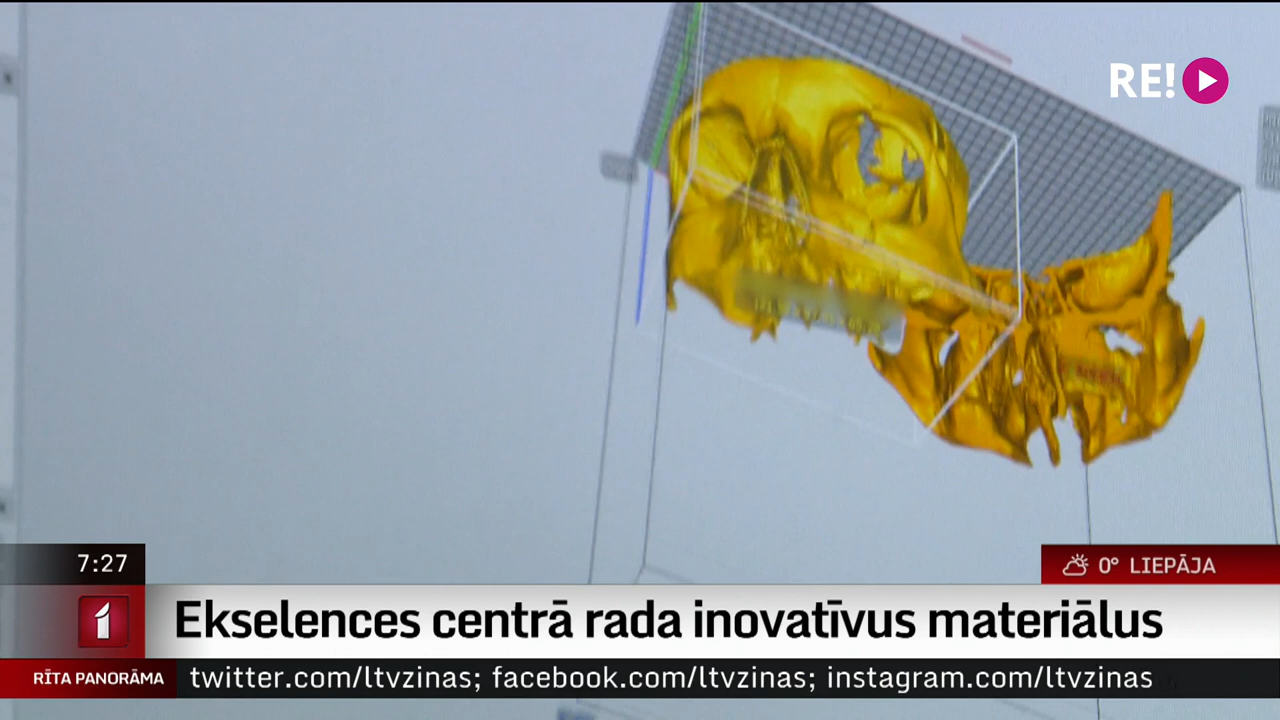 RE!
7:27
0° LIEPĀJA
1
Ekselences centrā rada inovatīvus materiālus
RĪTA PANORĀMA
twitter.com/ltvzinas; facebook.com/ltvzinas; instagram.com/ltvzinas